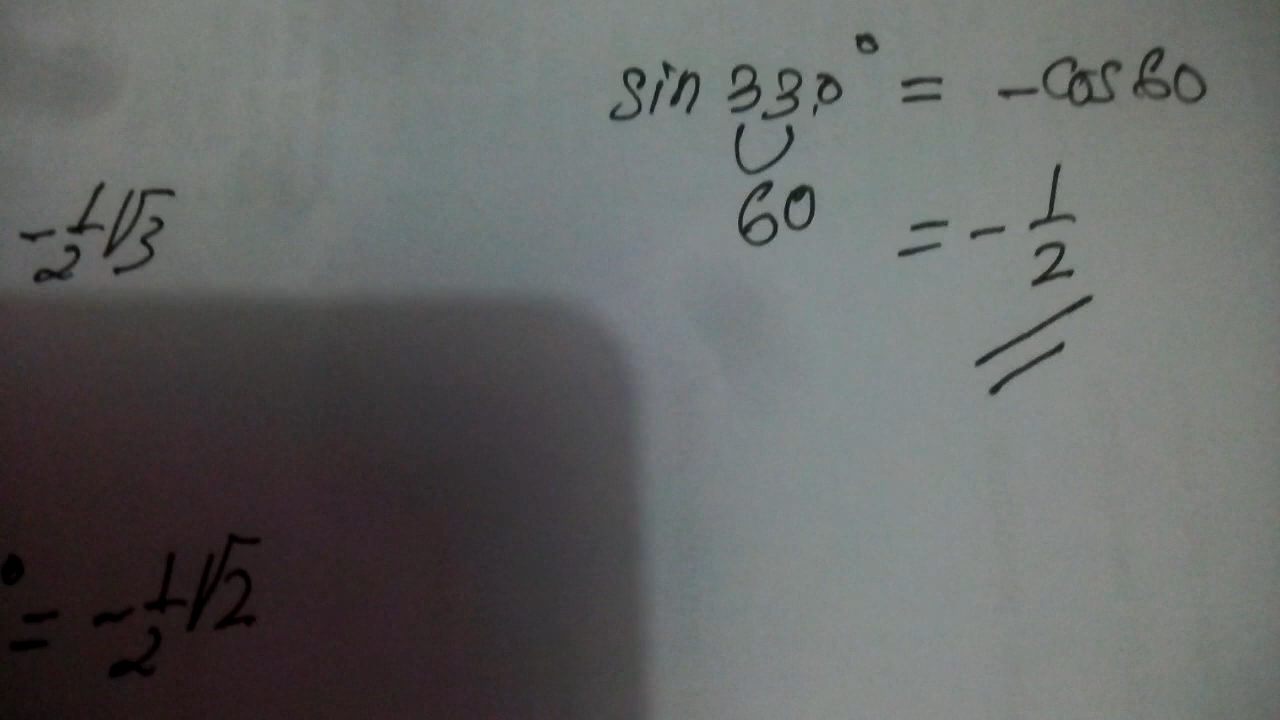 sin 330° = -cos 60
60
= - 1/2
- 1/2 √3
° = - 1/2 √2